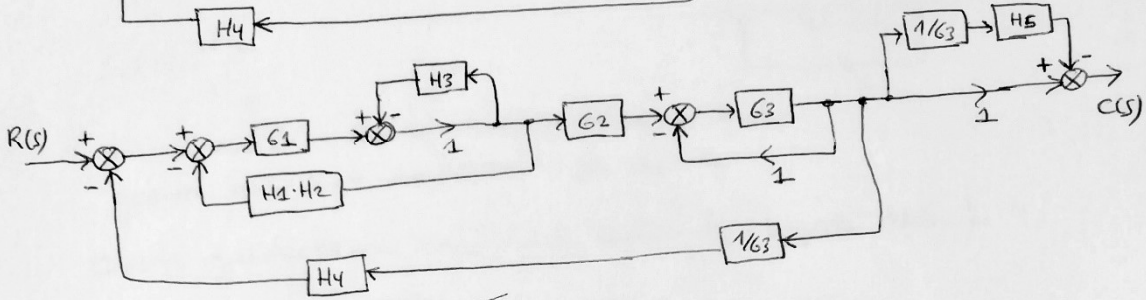 H4
1/G3 H5
H3
+ -
+ - + - + -
R(s) + - + - G1 1 G2 G3 1 C(s)
H1·H2 1
1/G3
H4